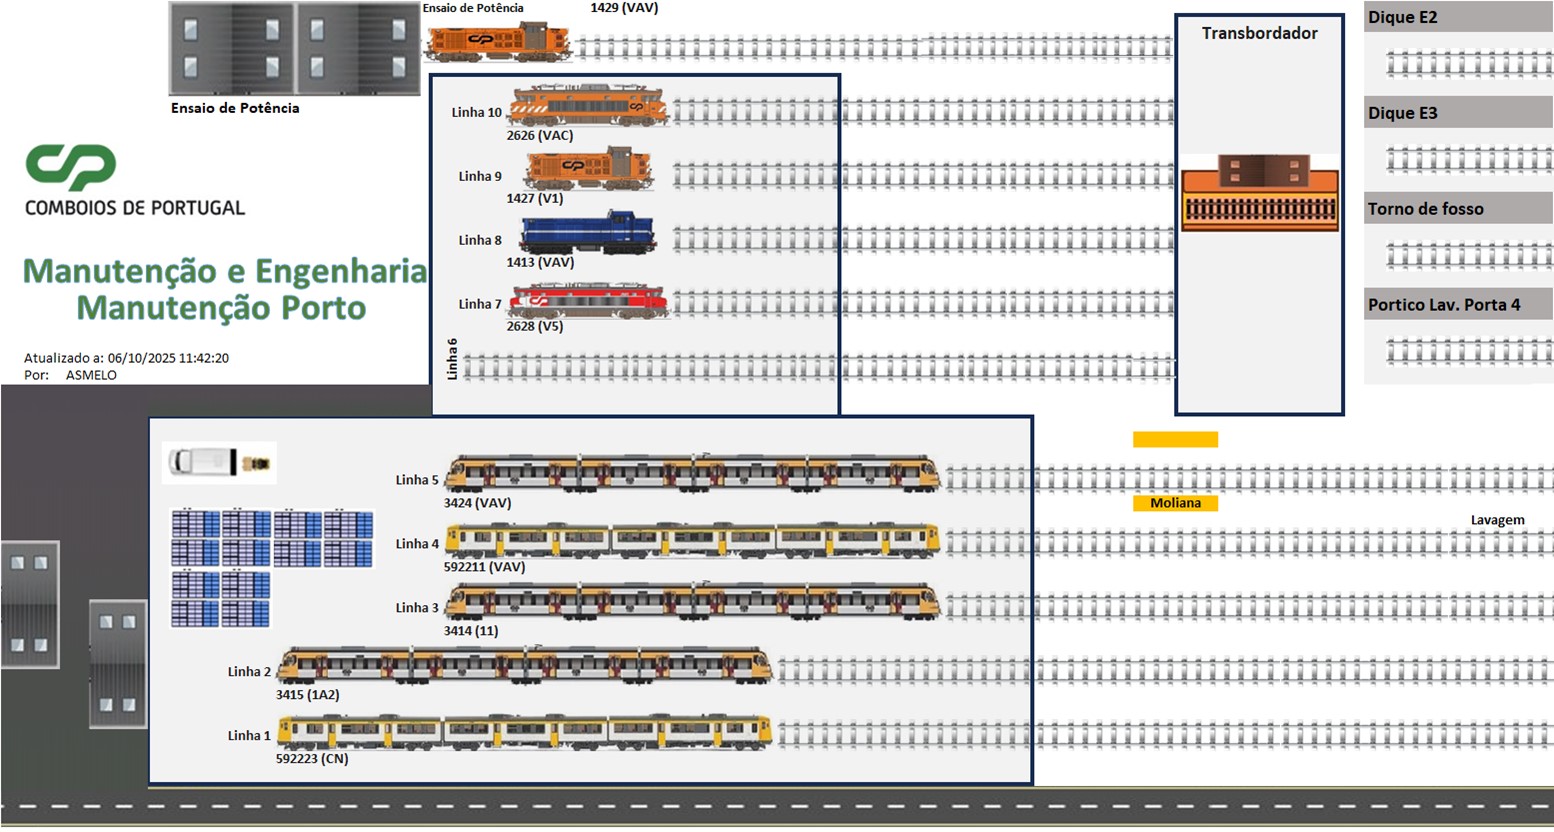 Ensaio de Potência
1429 (VAV)
Ensaio de Potência
Transbordador
Dique E2
Dique E3
Torno de fosso
Portico Lav. Porta 4
CP
COMBOIOS DE PORTUGAL
Manutenção e Engenharia
Manutenção Porto
Atualizado a: 06/10/2025 11:42:20
Por: ASMELO
Linha 10
2626 (VAC)
Linha 9
1427 (V1)
Linha 8
1413 (VAV)
Linha 7
2628 (V5)
Linha 6
Linha 5
3424 (VAV)
Moliana
Lavagem
Linha 4
592211 (VAV)
Linha 3
3414 (11)
Linha 2
3415 (1A2)
Linha 1
592223 (CN)